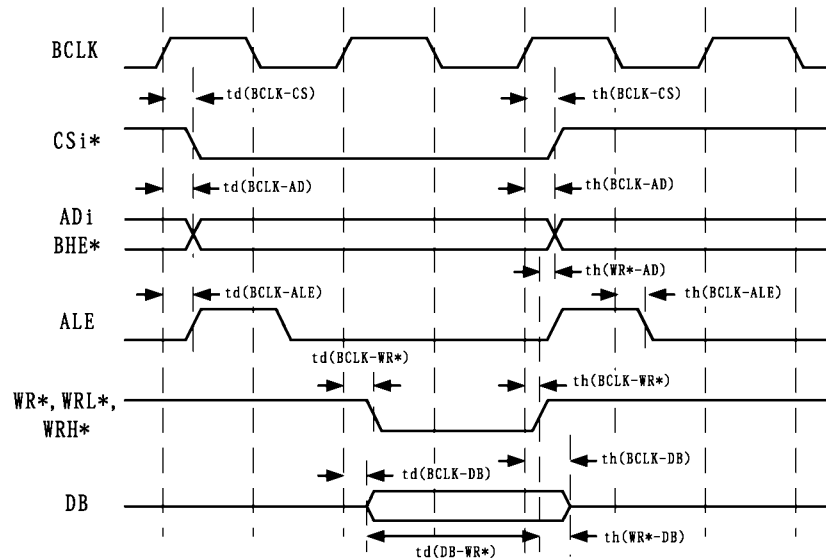 BCLK
td(BCLK-CS)
th(BCLK-CS)
CSi*
td(BCLK-AD)
th(BCLK-AD)
ADi
BHE*
th(WR*-AD)
td(BCLK-ALE)
th(BCLK-ALE)
ALE
td(BCLK-WR*)
th(BCLK-WR*)
WR*, WRL*,
WRH*
th(BCLK-DB)
td(BCLK-DB)
DB
td(DB-WR*)
th(WR*-DB)